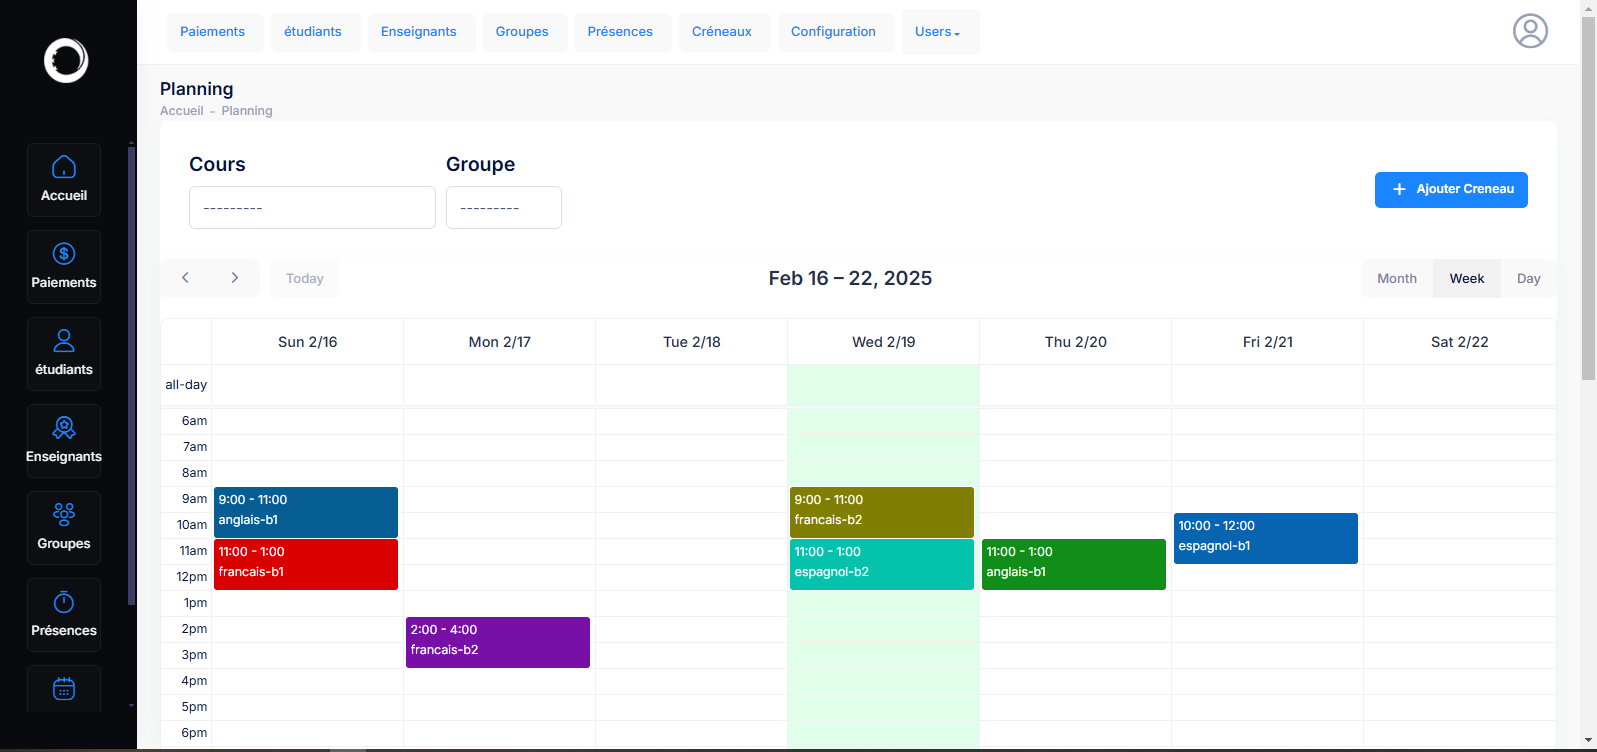 Paiements étudiants Enseignants Groupes Présences Créneaux Configuration Users
Planning
Accueil - Planning
Accueil
Paiements
étudiants
Enseignants
Groupes
Présences
Cours Groupe
--------- ---------
Ajouter Creneau
Today
Feb 16 – 22, 2025
Month Week Day
Sun 2/16 Mon 2/17 Tue 2/18 Wed 2/19 Thu 2/20 Fri 2/21 Sat 2/22
all-day
6am
7am
8am
9am
10am
11am
12pm
1pm
2pm
3pm
4pm
5pm
6pm
9:00 - 11:00
anglais-b1
11:00 - 1:00
francais-b1
2:00 - 4:00
francais-b2
9:00 - 11:00
francais-b2
11:00 - 1:00
espagnol-b2
11:00 - 1:00
anglais-b1
10:00 - 12:00
espagnol-b1